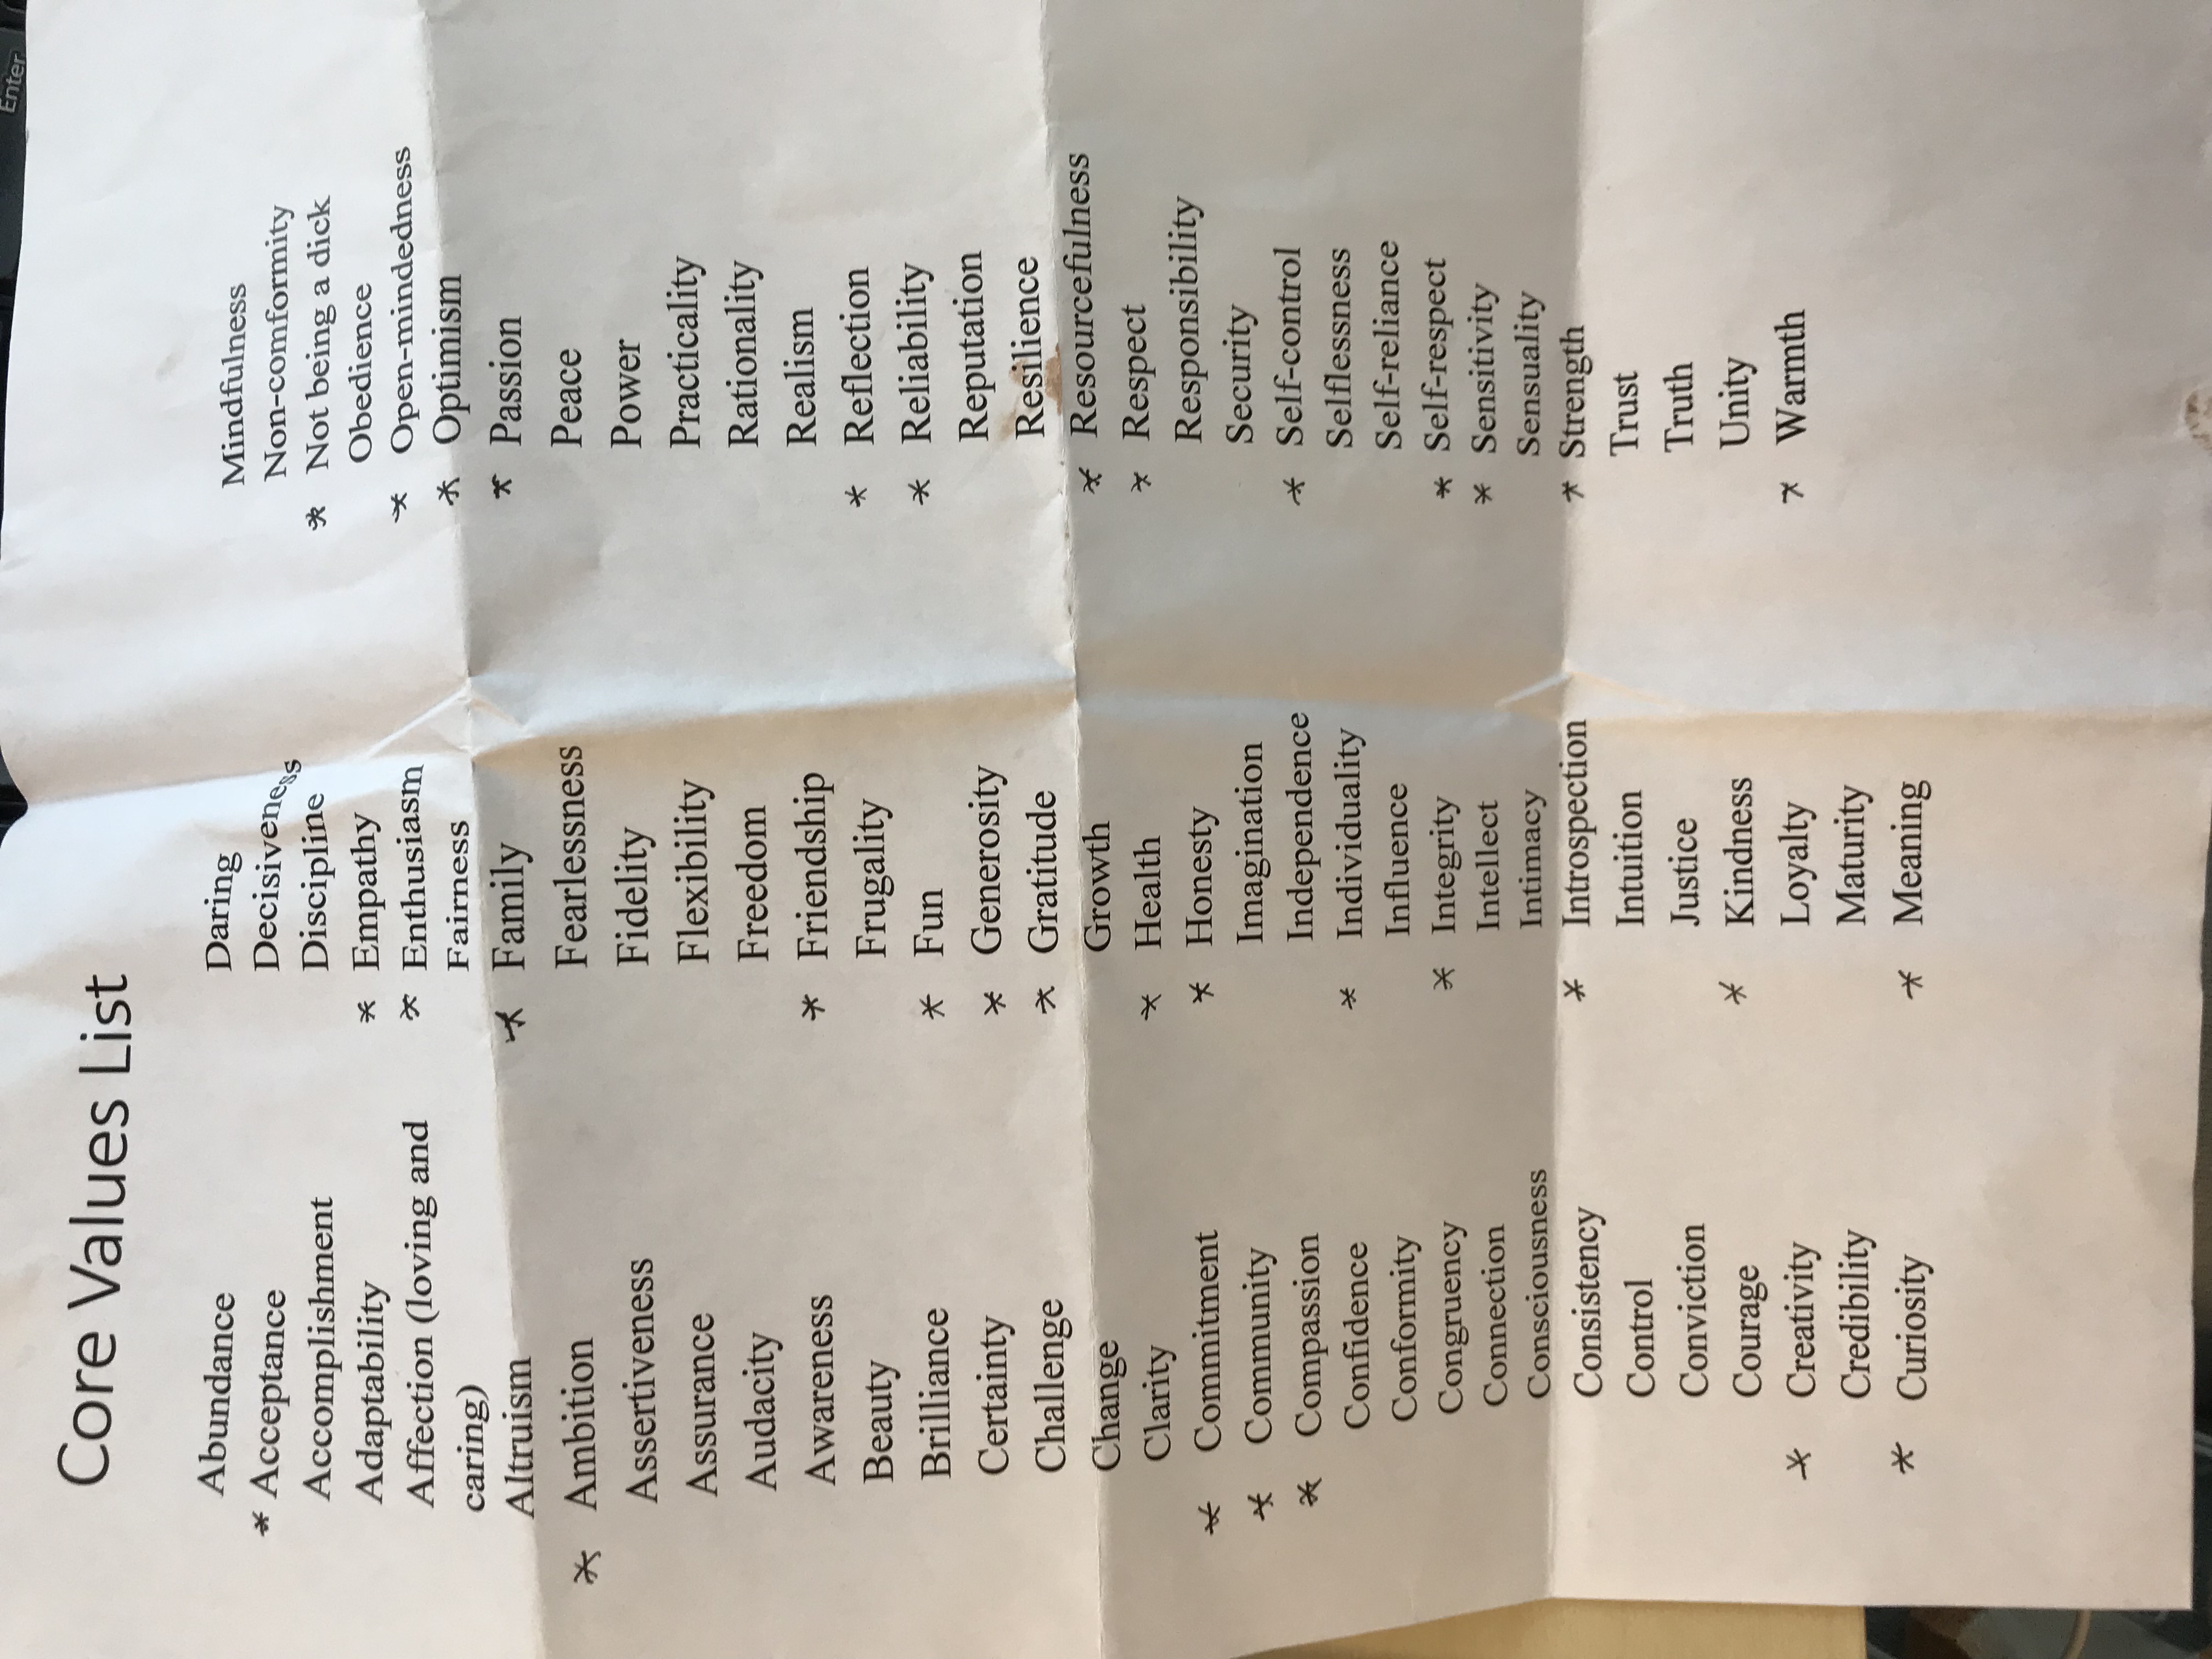 Enter
Core Values List
Abundance
* Acceptance
Accomplishment
Adaptability
Affection (loving and
caring)
Altruism
* Ambition
Assertiveness
Assurance
Audacity
Awareness
Beauty
Brilliance
Certainty
Challenge
Change
Clarity
* Commitment
* Community
* Compassion
Confidence
Conformity
Congruency
Connection
Consciousness
Consistency
Control
Conviction
Courage
* Creativity
Credibility
* Curiosity
Daring
Decisiveness
Discipline
* Empathy
* Enthusiasm
Fairness
* Family
Fearlessness
Fidelity
Flexibility
Freedom
* Friendship
Frugality
* Fun
* Generosity
* Gratitude
Growth
* Health
* Honesty
Imagination
Independence
* Individuality
Influence
* Integrity
Intellect
Intimacy
* Introspection
Intuition
Justice
* Kindness
Loyalty
Maturity
* Meaning
Mindfulness
Non-comformity
* Not being a dick
Obedience
* Open-mindedness
* Optimism
* Passion
Peace
Power
Practicality
Rationality
Realism
* Reflection
* Reliability
Reputation
Resilience
* Resourcefulness
* Respect
Responsibility
Security
* Self-control
Selflessness
Self-reliance
* Self-respect
* Sensitivity
Sensuality
* Strength
Trust
Truth
Unity
* Warmth